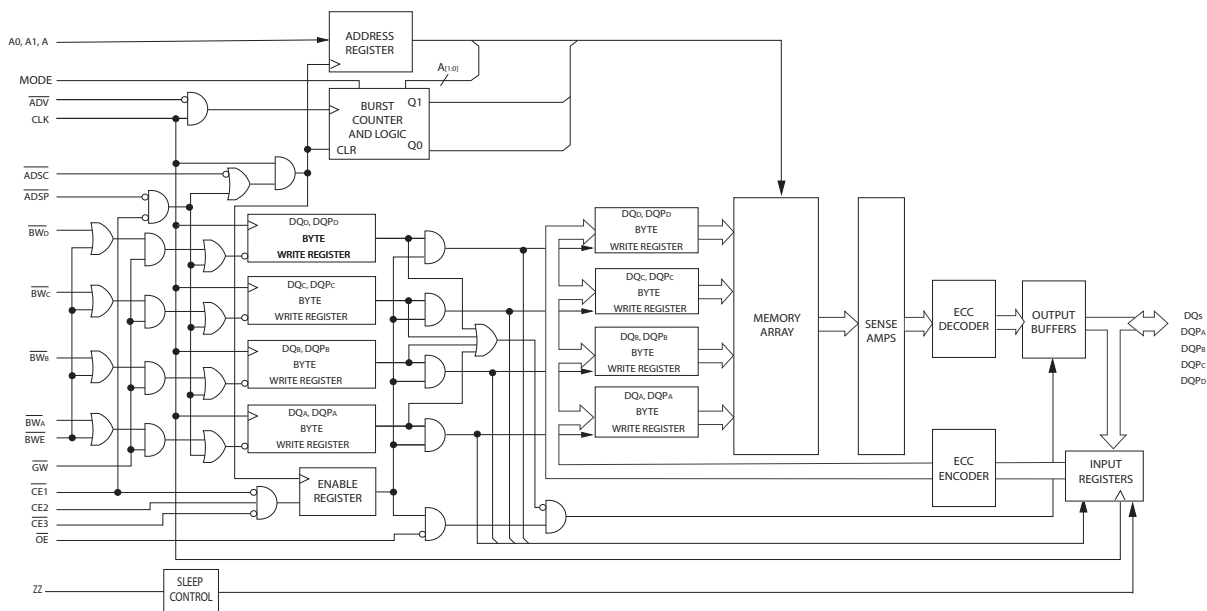 A0, A1, A
ADDRESS
REGISTER
MODE
A[1:0]
ADV
CLK
BURST
COUNTER
AND LOGIC
CLR
Q1
Q0
ADSC
ADSP
BWD
DQD, DQPD
BYTE
WRITE REGISTER
DQD, DQPD
BYTE
WRITE REGISTER
BWC
DQC, DQPC
BYTE
WRITE REGISTER
DQC, DQPC
BYTE
WRITE REGISTER
BWB
DQB, DQPB
BYTE
WRITE REGISTER
DQB, DQPB
BYTE
WRITE REGISTER
BWA
BWE
DQA, DQPA
BYTE
WRITE REGISTER
DQA, DQPA
BYTE
WRITE REGISTER
MEMORY
ARRAY
SENSE
AMPS
ECC
DECODER
OUTPUT
BUFFERS
DQs
DQPA
DQPB
DQPC
DQPD
GW
CE1
CE2
CE3
OE
ENABLE
REGISTER
ECC
ENCODER
INPUT
REGISTERS
ZZ
SLEEP
CONTROL